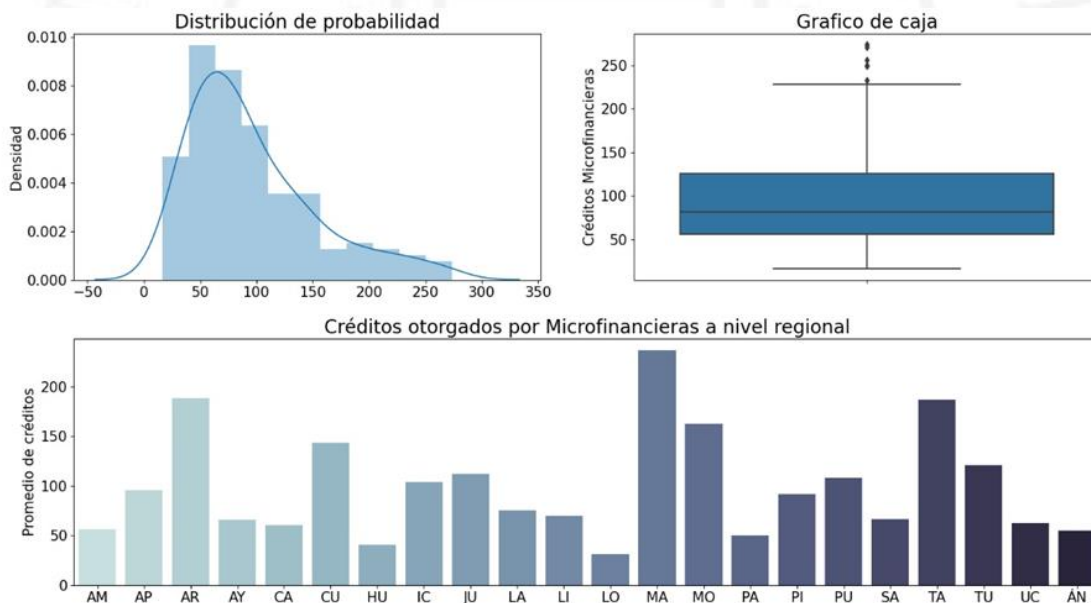 Distribución de probabilidad
0.010
0.008
0.006
0.004
0.002
0.000
Densidad
-50 0 50 100 150 200 250 300 350
Grafico de caja
250
200
150
100
50
Créditos Microfinancieras
Créditos otorgados por Microfinancieras a nivel regional
200
150
100
50
0
Promedio de créditos
AM AP AR AY CA CU HU IC JU LA LI LO MA MO PA PI PU SA TA TU UC ÁN